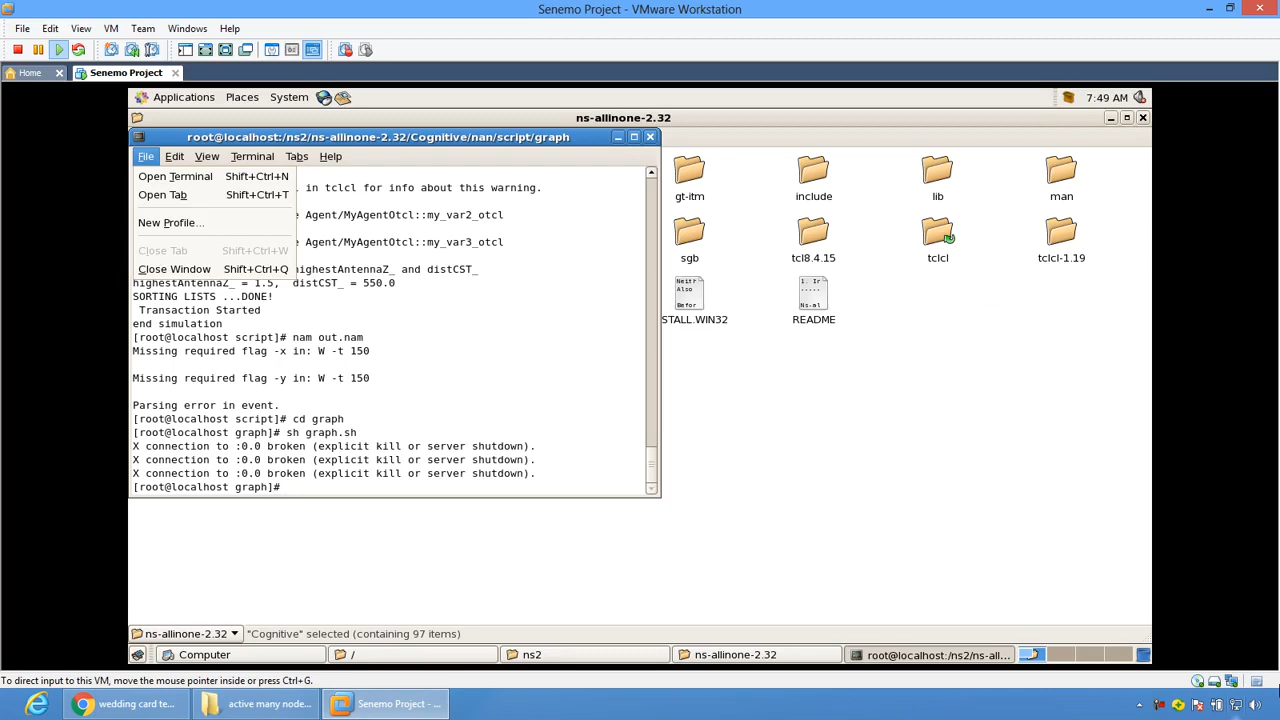 Senemo Project - VMware Workstation
File Edit View VM Team Windows Help
Home Senemo Project
Applications Places System 7:49 AM
ns-allinone-2.32
root@localhost:/ns2/ns-allinone-2.32/Cognitive/nan/script/graph
File Edit View Terminal Tabs Help
Open Terminal Shift+Ctrl+N
Open Tab Shift+Ctrl+T
New Profile...
Close Tab Shift+Ctrl+W
Close Window Shift+Ctrl+Q
in tclcl for info about this warning.
Agent/MyAgentOtcl::my_var2_otcl
Agent/MyAgentOtcl::my_var3_otcl
highestAntennaZ_ and distCST_
highestAntennaZ_ = 1.5, distCST_ = 550.0
SORTING LISTS ...DONE!
Transaction Started
end simulation
[root@localhost script]# nam out.nam
Missing required flag -x in: W -t 150
Missing required flag -y in: W -t 150
Parsing error in event.
[root@localhost script]# cd graph
[root@localhost graph]# sh graph.sh
X connection to :0.0 broken (explicit kill or server shutdown).
X connection to :0.0 broken (explicit kill or server shutdown).
X connection to :0.0 broken (explicit kill or server shutdown).
[root@localhost graph]#
gt-itm include lib man
sgb tcl8.4.15 tclcl tclcl-1.19
Neith
Also
Befor
1. Ir
-----
Ns-al
STALL.WIN32 README
ns-allinone-2.32 "Cognitive" selected (containing 97 items)
Computer / ns2 ns-allinone-2.32 root@localhost:/ns2/ns-all...
To direct input to this VM, move the mouse pointer inside or press Ctrl+G.
wedding card te... active many node... Senemo Project - ...